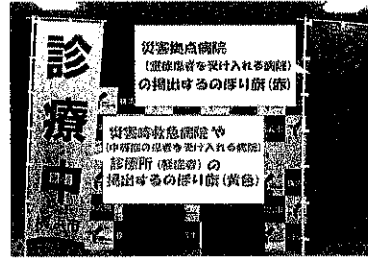 診療中
災害拠点病院
(重症患者を受け入れる病院)
の掲出するのぼり旗(赤)
災害時救急病院や
(中等症の患者を受け入れる病院)
診療所(軽症者)の
掲出するのぼり旗(黄色)